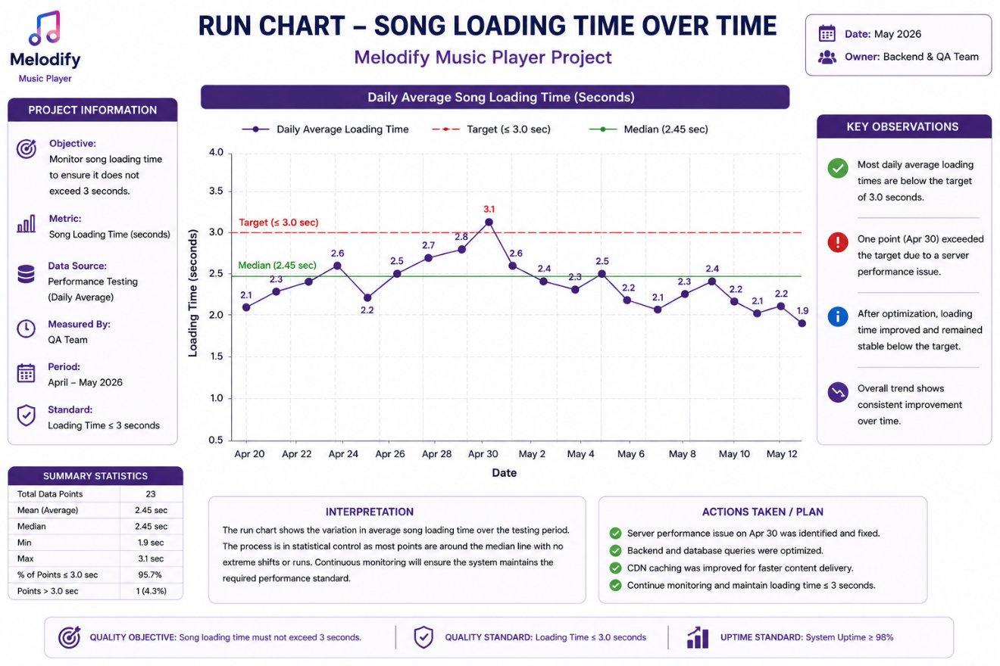 Melodify
Music Player
RUN CHART – SONG LOADING TIME OVER TIME
Melodify Music Player Project
Date: May 2026
Owner: Backend & QA Team
PROJECT INFORMATION
Objective:
Monitor song loading time
to ensure it does not
exceed 3 seconds.
Metric:
Song Loading Time (seconds)
Data Source:
Performance Testing
(Daily Average)
Measured By:
QA Team
Period:
April – May 2026
Standard:
Loading Time ≤ 3 seconds
Daily Average Song Loading Time (Seconds)
Daily Average Loading Time
Target (≤ 3.0 sec)
Median (2.45 sec)
Loading Time (seconds)
4.0
3.5
3.0
2.5
2.0
1.5
1.0
0.5
Target (≤ 3.0 sec)
Median (2.45 sec)
2.1
2.3
2.6
2.2
2.5
2.7
2.8
3.1
2.6
2.4
2.3
2.5
2.2
2.1
2.3
2.4
2.2
2.1
2.2
1.9
Apr 20
Apr 22
Apr 24
Apr 26
Apr 28
Apr 30
May 2
May 4
May 6
May 8
May 10
May 12
Date
KEY OBSERVATIONS
Most daily average loading
times are below the target
of 3.0 seconds.
One point (Apr 30) exceeded
the target due to a server
performance issue.
After optimization, loading
time improved and remained
stable below the target.
Overall trend shows
consistent improvement
over time.
SUMMARY STATISTICS
Total Data Points 23
Mean (Average) 2.45 sec
Median 2.45 sec
Min 1.9 sec
Max 3.1 sec
% of Points ≤ 3.0 sec 95.7%
Points > 3.0 sec 1 (4.3%)
INTERPRETATION
The run chart shows the variation in average song loading time over the testing period.
The process is in statistical control as most points are around the median line with no
extreme shifts or runs. Continuous monitoring will ensure the system maintains the
required performance standard.
ACTIONS TAKEN / PLAN
Server performance issue on Apr 30 was identified and fixed.
Backend and database queries were optimized.
CDN caching was improved for faster content delivery.
Continue monitoring and maintain loading time ≤ 3 seconds.
QUALITY OBJECTIVE: Song loading time must not exceed 3 seconds.
QUALITY STANDARD: Loading Time ≤ 3.0 seconds
UPTIME STANDARD: System Uptime ≥ 98%